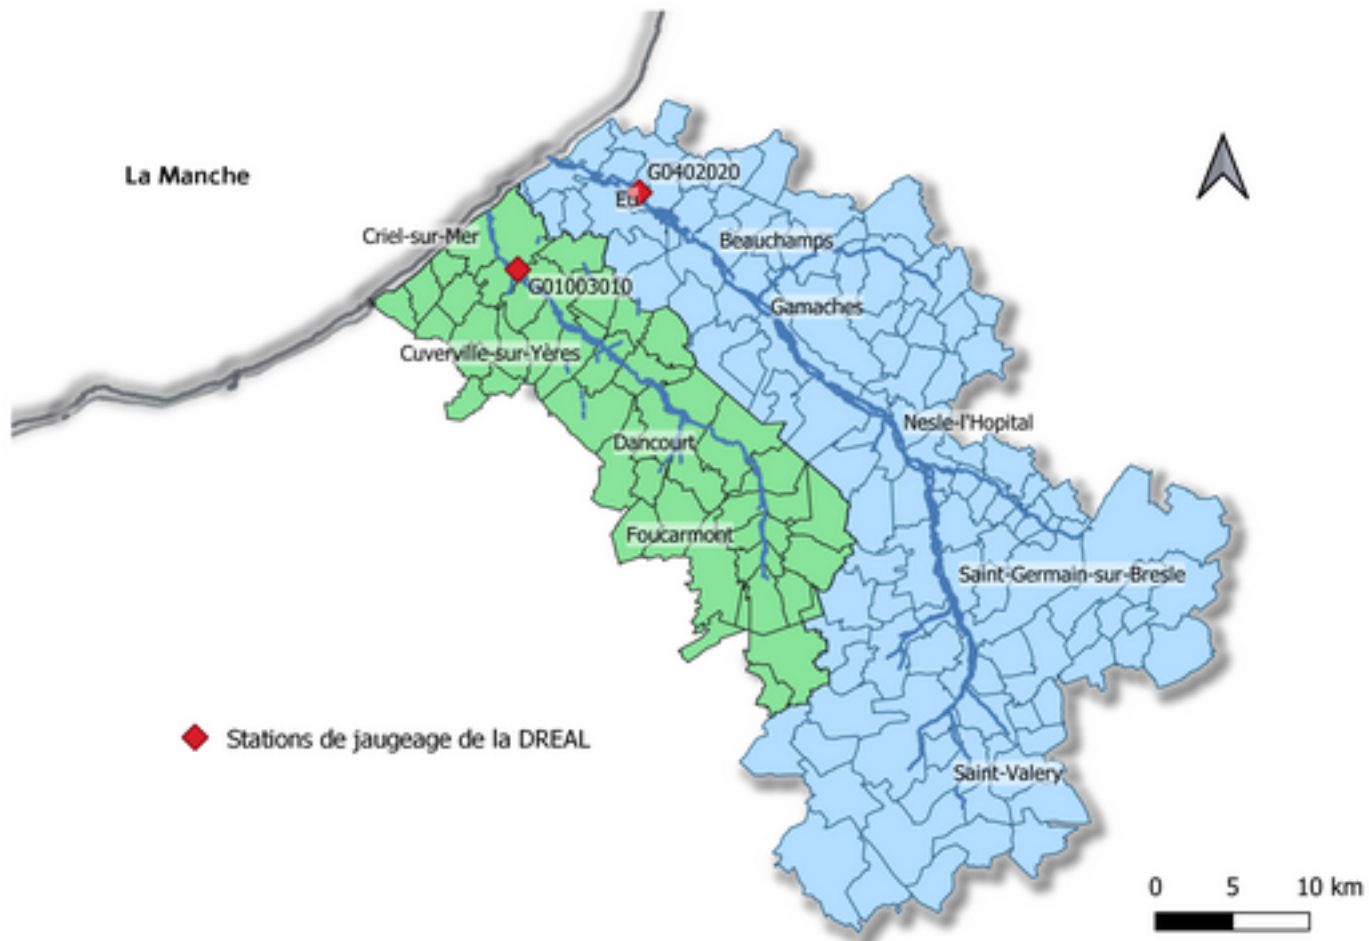 La Manche
G0402020
Eu
Criel-sur-Mer
Beauchamps
G01003010
Gamaches
Cuverville-sur-Yères
Nesle-l'Hopital
Dancourt
Foucarmont
Saint-Germain-sur-Bresle
Stations de jaugeage de la DREAL
Saint-Valery
0 5 10 km